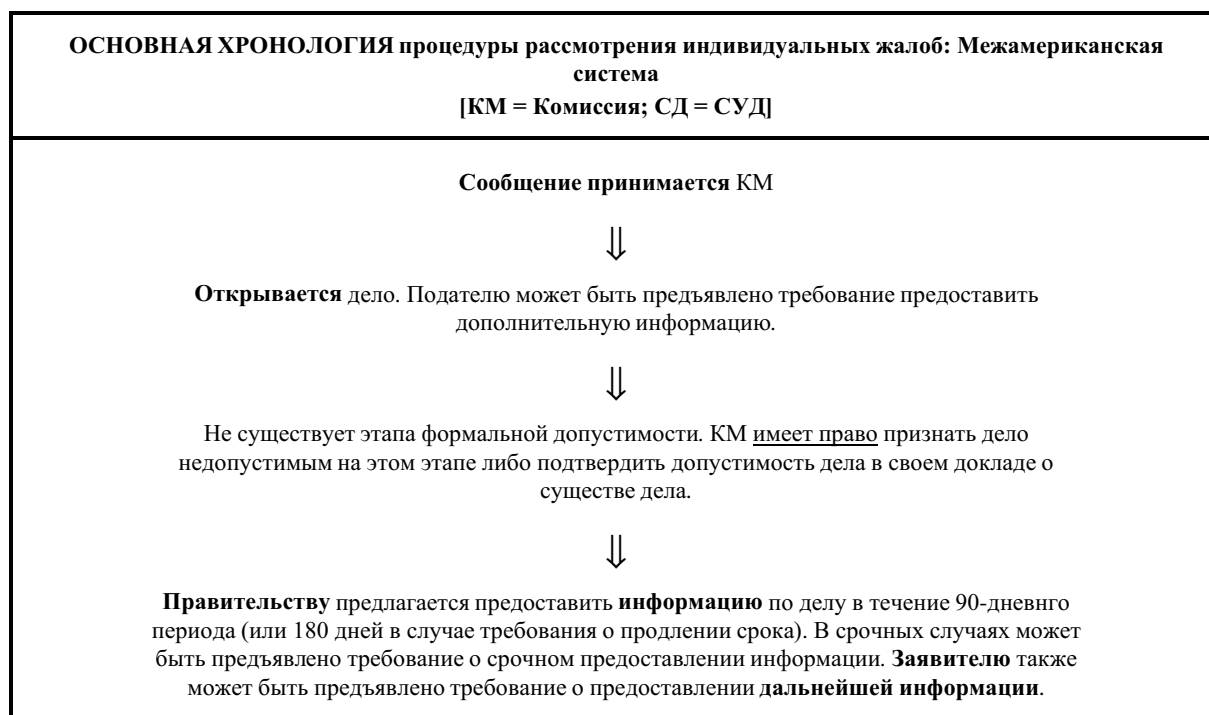 ОСНОВНАЯ ХРОНОЛОГИЯ процедуры рассмотрения индивидуальных жалоб: Межамериканская
система
[КМ = Комиссия; СД = СУД]
Сообщение принимается КМ
⇓
Открывается дело. Подателю может быть предъявлено требование предоставить
дополнительную информацию.
⇓
Не существует этапа формальной допустимости. КМ имеет право признать дело
недопустимым на этом этапе либо подтвердить допустимость дела в своем докладе о
существе дела.
⇓
Правительству предлагается предоставить информацию по делу в течение 90-дневнго
периода (или 180 дней в случае требования о продлении срока). В срочных случаях может
быть предъявлено требование о срочном предоставлении информации. Заявителю также
может быть предъявлено требование о предоставлении дальнейшей информации.